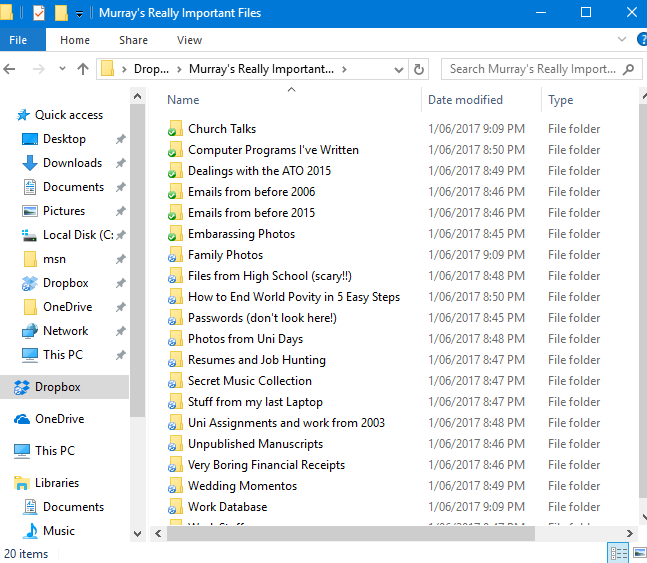 Murray's Really Important Files
File Home Share View
Drop... Murray's Really Important... Search Murray's Really Import...
Name Date modified Type
Quick access
Desktop
Downloads
Documents
Pictures
Local Disk (C:
msn
Dropbox
OneDrive
Network
This PC
Dropbox
OneDrive
This PC
Libraries
Documents
Music
Church Talks 1/06/2017 9:09 PM File folder
Computer Programs I've Written 1/06/2017 8:50 PM File folder
Dealings with the ATO 2015 1/06/2017 8:49 PM File folder
Emails from before 2006 1/06/2017 8:46 PM File folder
Emails from before 2015 1/06/2017 8:46 PM File folder
Embarassing Photos 1/06/2017 8:45 PM File folder
Family Photos 1/06/2017 9:09 PM File folder
Files from High School (scary!!) 1/06/2017 8:48 PM File folder
How to End World Povity in 5 Easy Steps 1/06/2017 8:50 PM File folder
Passwords (don't look here!) 1/06/2017 8:45 PM File folder
Photos from Uni Days 1/06/2017 8:48 PM File folder
Resumes and Job Hunting 1/06/2017 8:47 PM File folder
Secret Music Collection 1/06/2017 8:47 PM File folder
Stuff from my last Laptop 1/06/2017 8:47 PM File folder
Uni Assignments and work from 2003 1/06/2017 8:48 PM File folder
Unpublished Manuscripts 1/06/2017 8:46 PM File folder
Very Boring Financial Receipts 1/06/2017 8:46 PM File folder
Wedding Momentos 1/06/2017 8:46 PM File folder
Work Database 1/06/2017 9:09 PM File folder
20 items